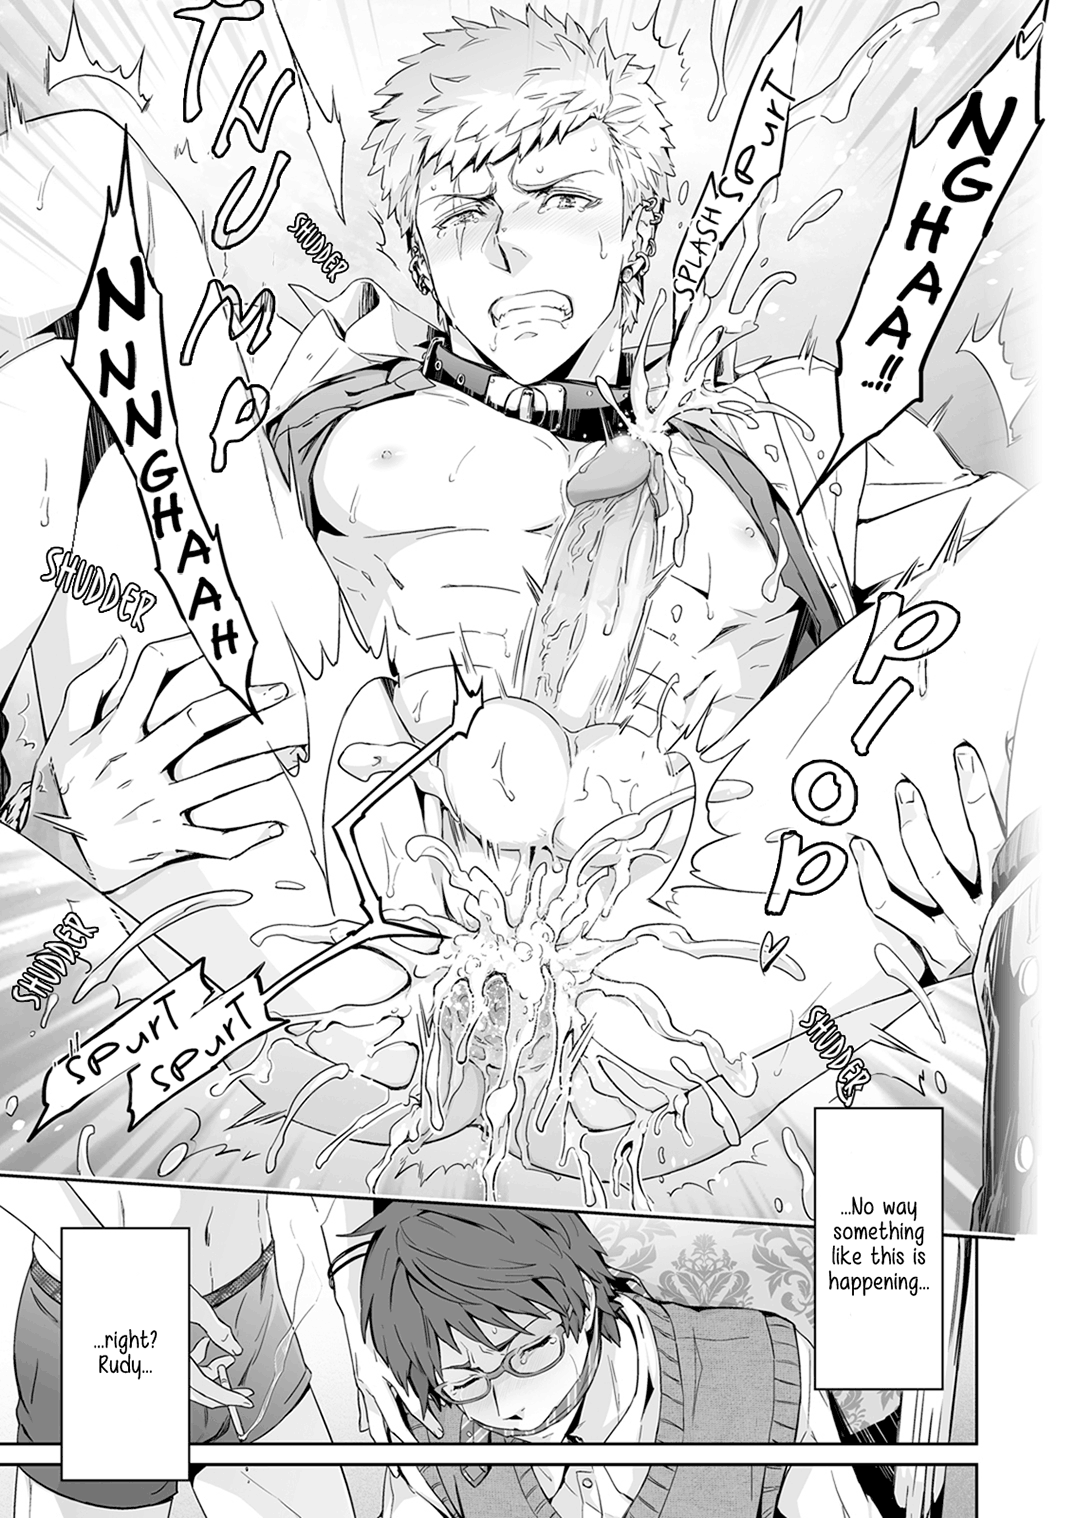 NGHAA..!!
SPURT
SPLASH
THUMP
SHUDDER
NNNGHAAAH
SHUDDER
PLOP
SPURT
SPURT
SHUDDER
SHUDDER
...No way
something
like this is
happening...
...right?
Rudy...